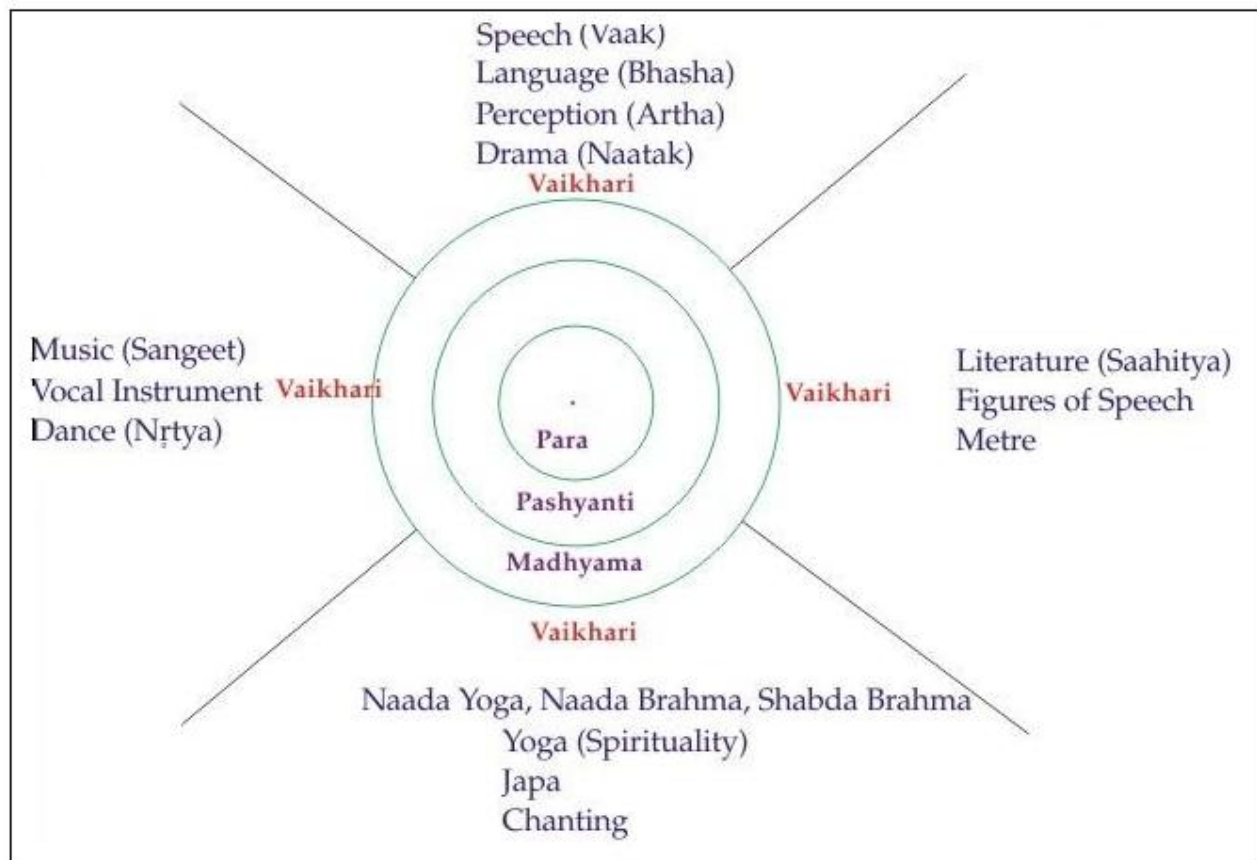 Speech (Vaak)
Language (Bhasha)
Perception (Artha)
Drama (Naatak)
Vaikhari
Music (Sangeet)
Vocal Instrument
Dance (Nṛtya)
Vaikhari
Vaikhari
Literature (Saahitya)
Figures of Speech
Metre
Para
Pashyanti
Madhyama
Vaikhari
Naada Yoga, Naada Brahma, Shabda Brahma
Yoga (Spirituality)
Japa
Chanting